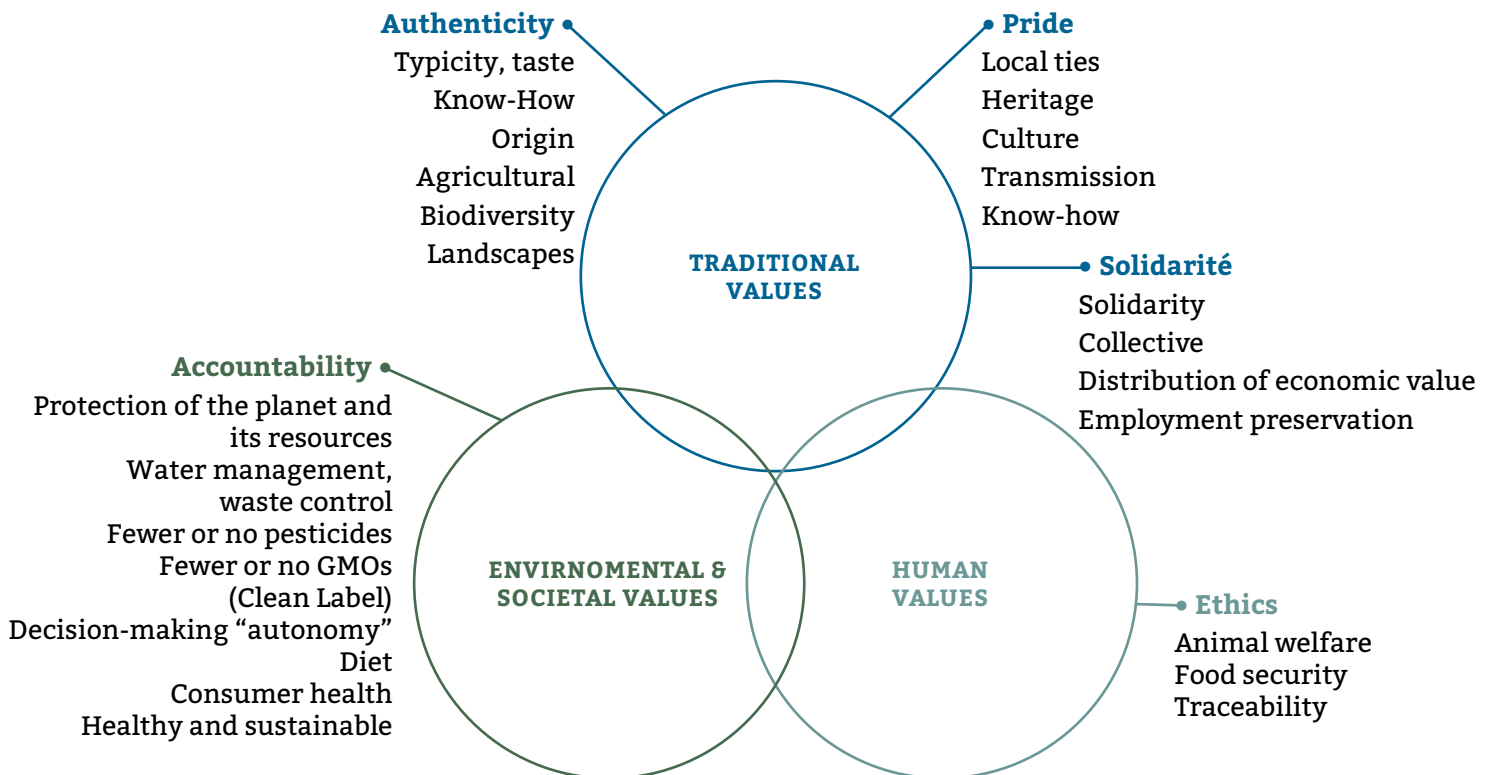 Authenticity
Typicity, taste
Know-How
Origin
Agricultural
Biodiversity
Landscapes
Pride
Local ties
Heritage
Culture
Transmission
Know-how
TRADITIONAL
VALUES
Solidarité
Solidarity
Collective
Distribution of economic value
Employment preservation
Accountability
Protection of the planet and
its resources
Water management,
waste control
Fewer or no pesticides
Fewer or no GMOs
(Clean Label)
Decision-making “autonomy”
Diet
Consumer health
Healthy and sustainable
ENVIRNOMENTAL &
SOCIETAL VALUES
HUMAN
VALUES
Ethics
Animal welfare
Food security
Traceability